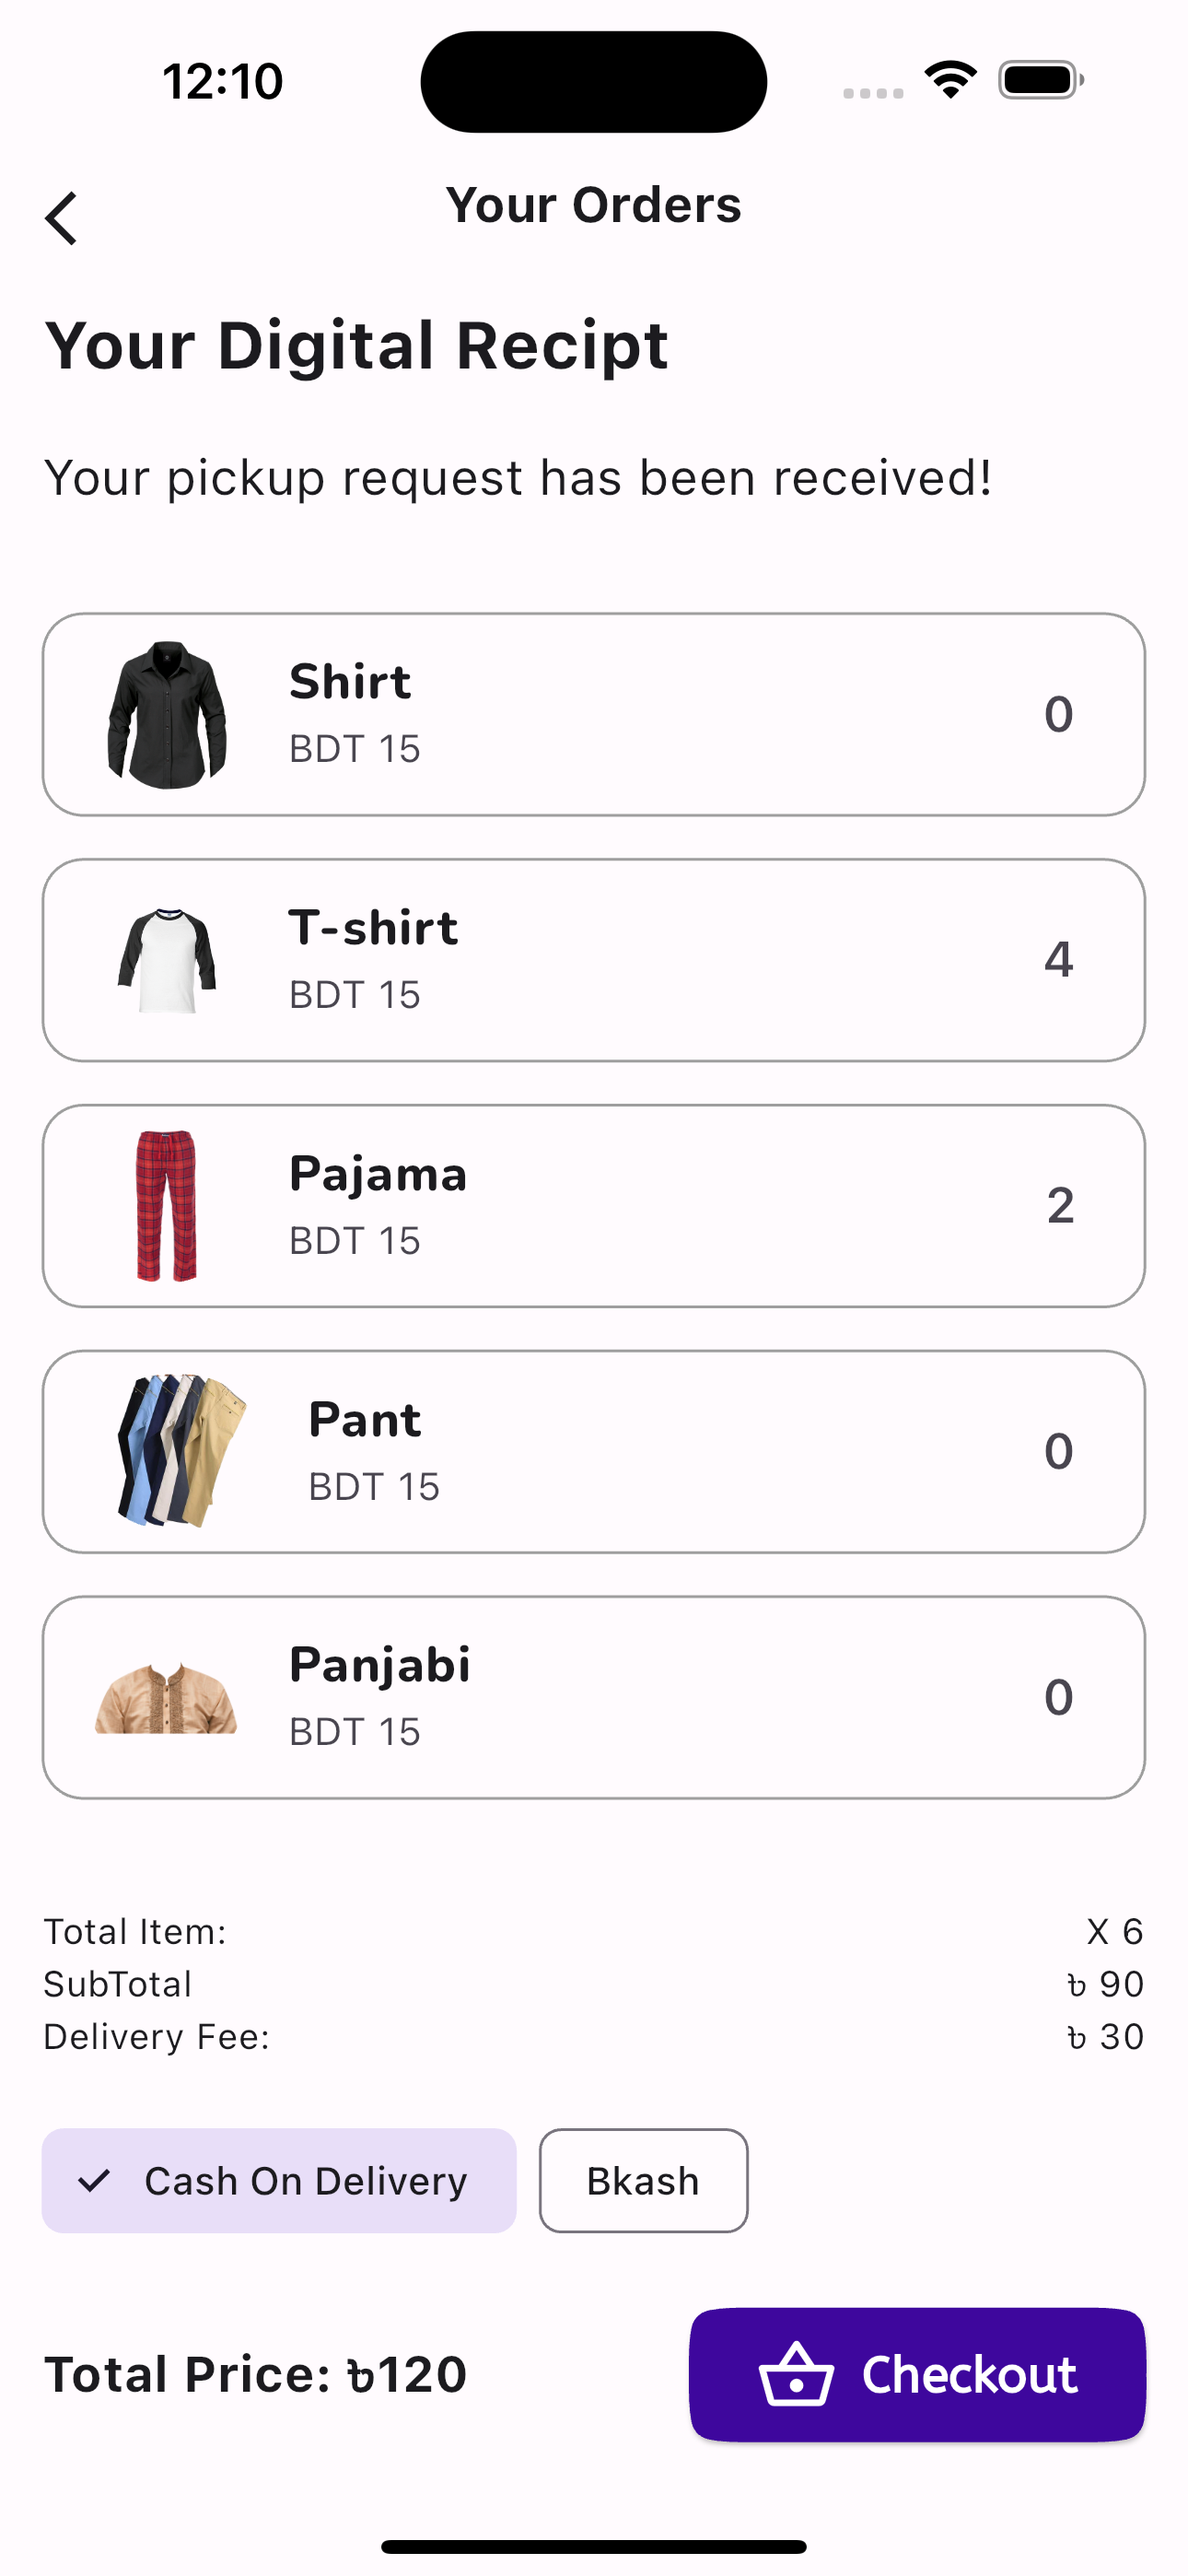 12:10
Your Orders
Your Digital Recipt
Your pickup request has been received!
Shirt
BDT 15
0
T-shirt
BDT 15
4
Pajama
BDT 15
2
Pant
BDT 15
0
Panjabi
BDT 15
0
Total Item: X 6
SubTotal ৳ 90
Delivery Fee: ৳ 30
Cash On Delivery Bkash
Total Price: ৳120 Checkout